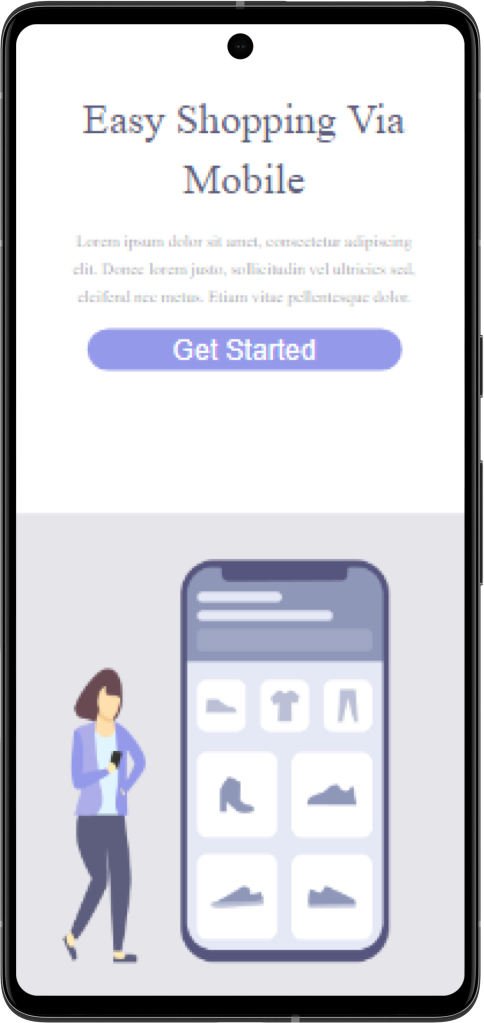 Easy Shopping Via
Mobile
Lorem ipsum dolor sit amet, consectetur adipiscing
elit. Donec lorem justo, sollicitudin vel ultricies sed,
eleifend nec metus. Etiam vitae pellentesque dolor.
Get Started